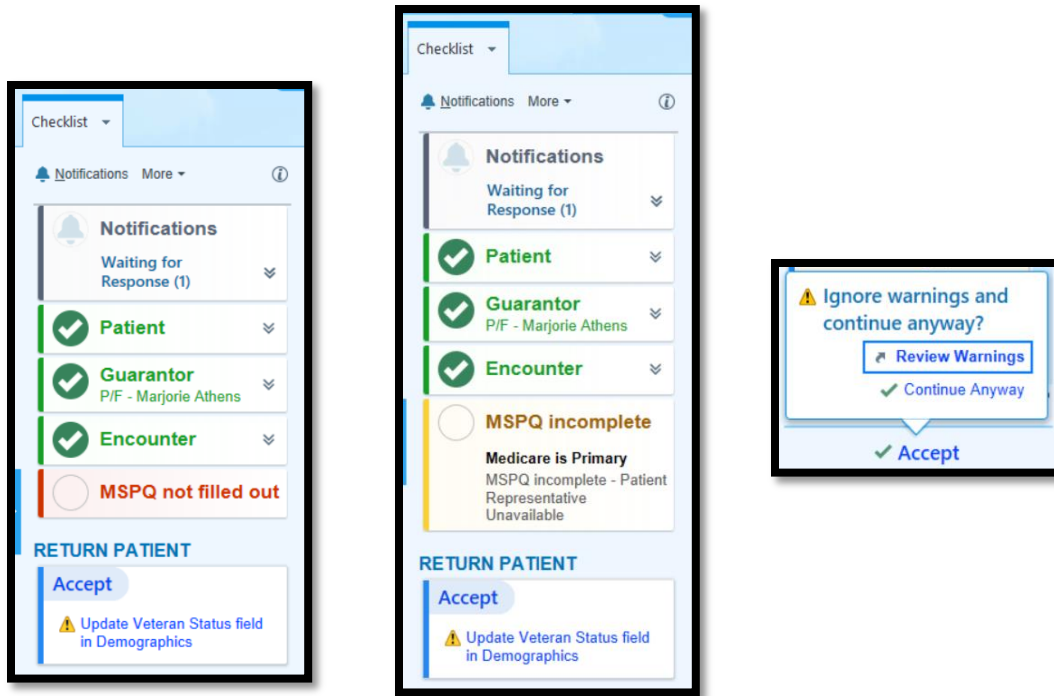 Checklist
Notifications More
Notifications
Waiting for
Response (1)
Patient
Guarantor
P/F - Marjorie Athens
Encounter
MSPQ not filled out
RETURN PATIENT
Accept
Update Veteran Status field
in Demographics
Checklist
Notifications More
Notifications
Waiting for
Response (1)
Patient
Guarantor
P/F - Marjorie Athens
Encounter
MSPQ incomplete
Medicare is Primary
MSPQ incomplete - Patient
Representative
Unavailable
RETURN PATIENT
Accept
Update Veteran Status field
in Demographics
Ignore warnings and
continue anyway?
Review Warnings
Continue Anyway
Accept